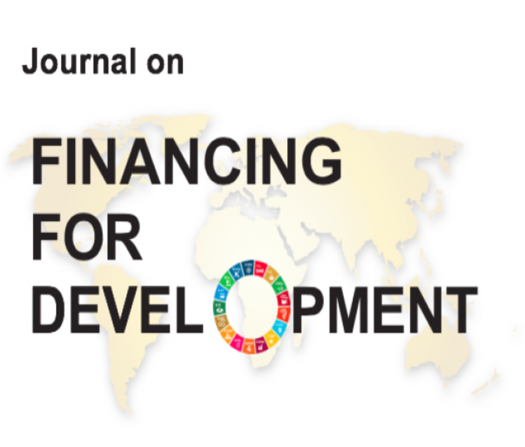 Journal on
FINANCING
FOR
DEVELOPMENT